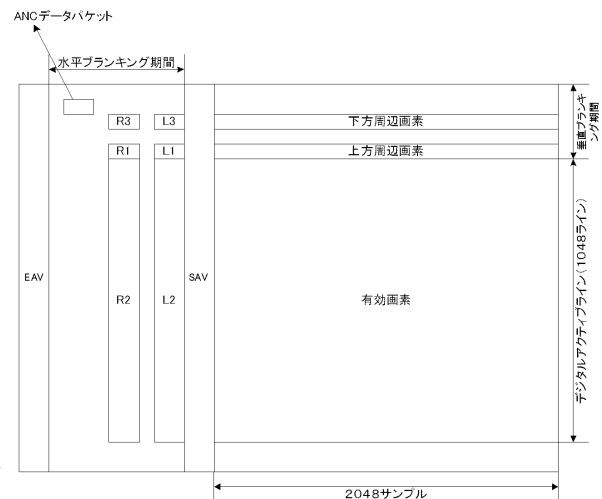 ANCデータパケット
水平ブランキング期間
R3
L3
下方周辺画素
R1
L1
上方周辺画素
垂直ブランキ
ング期間
EAV
R2
L2
SAV
有効画素
デジタルアクティブライン(1048ライン)
2048サンプル